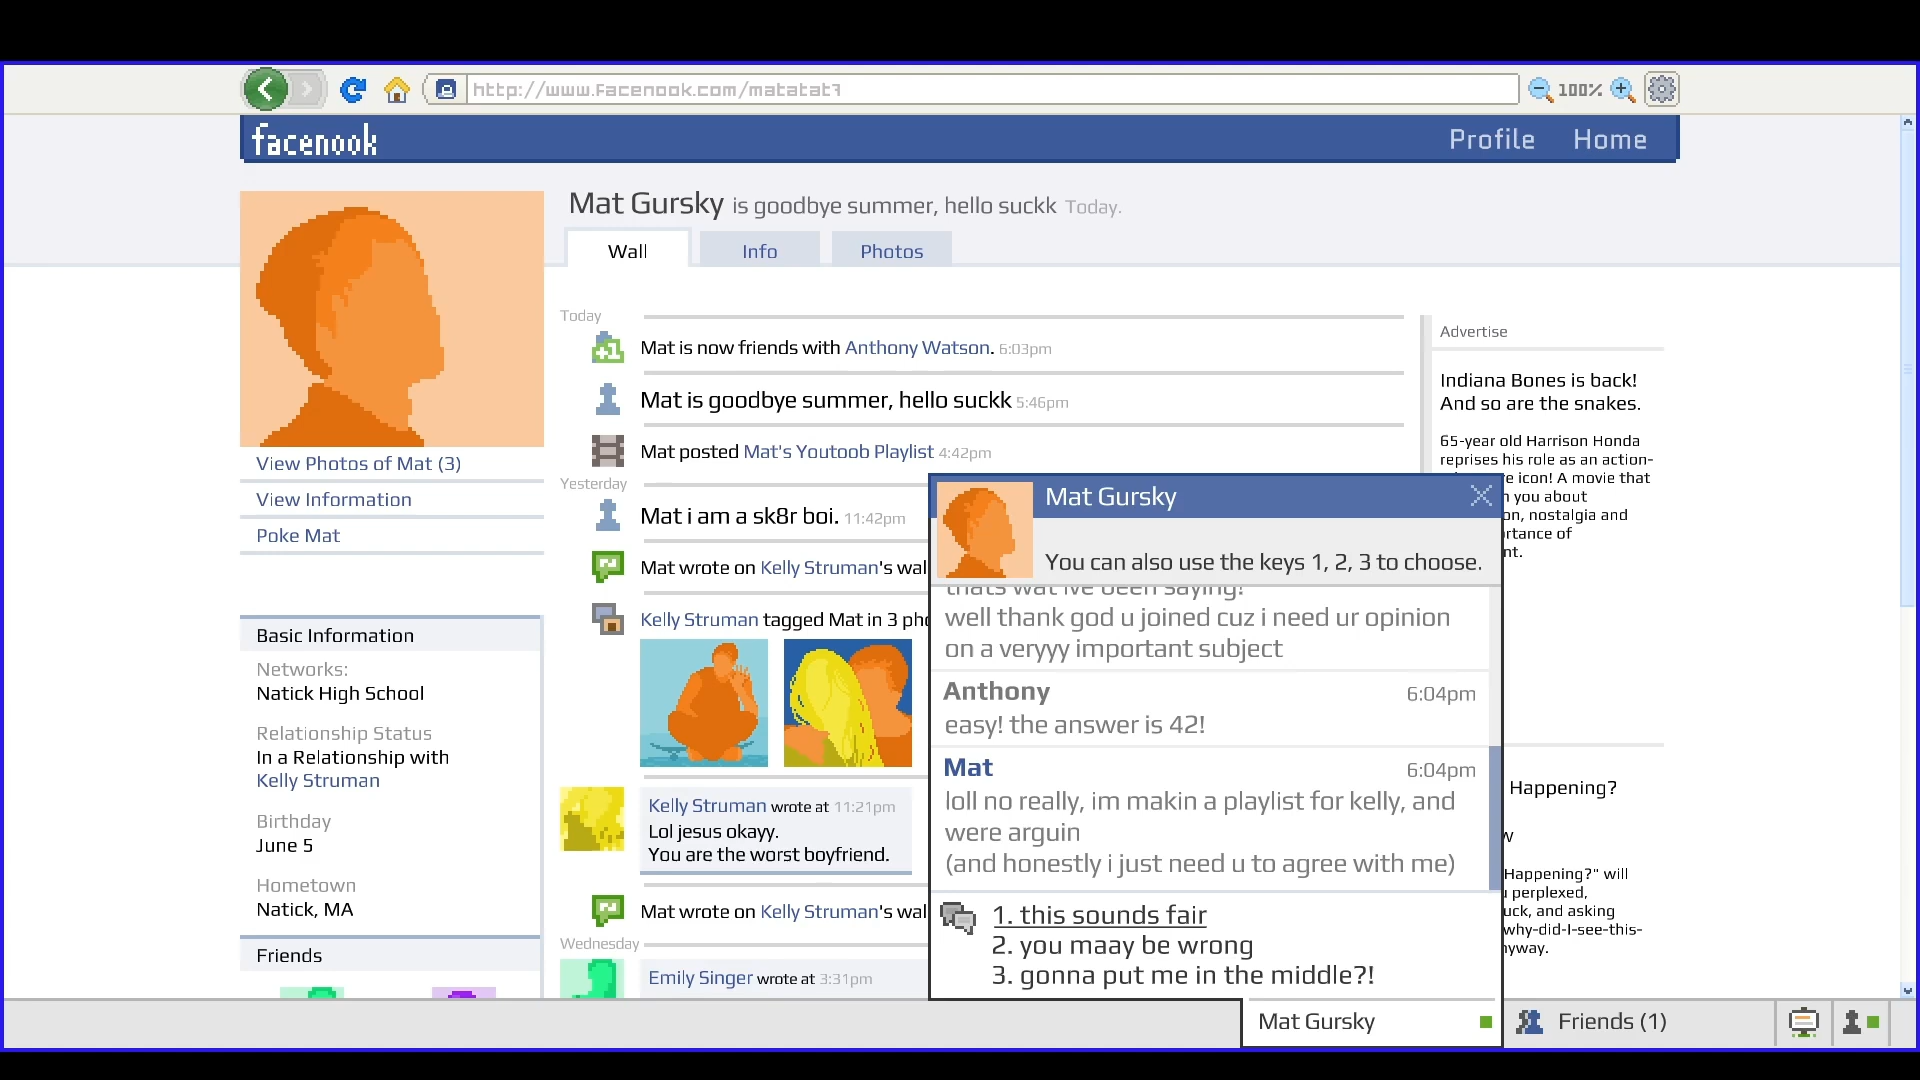 http://www.facenook.com/matatat7
100%
facenook
Profile
Home
Mat Gursky is goodbye summer, hello suckk Today.
Wall
Info
Photos
View Photos of Mat (3)
View Information
Poke Mat
Basic Information
Networks:
Natick High School
Relationship Status
In a Relationship with
Kelly Struman
Birthday
June 5
Hometown
Natick, MA
Friends
Today
Mat is now friends with Anthony Watson. 6:03pm
Mat is goodbye summer, hello suckk 5:46pm
Mat posted Mat's Youtoob Playlist 4:42pm
Yesterday
Mat i am a sk8r boi. 11:42pm
Mat wrote on Kelly Struman's wal
Kelly Struman tagged Mat in 3 pho
Kelly Struman wrote at 11:21pm
Lol jesus okayy.
You are the worst boyfriend.
Mat wrote on Kelly Struman's wal
Wednesday
Emily Singer wrote at 3:31pm
Advertise
Indiana Bones is back!
And so are the snakes.
65-year old Harrison Honda
reprises his role as an action-
e icon! A movie that
you about
on, nostalgia and
rtance of
nt.
Happening?
w
Happening?" will
perplexed,
uck, and asking
why-did-I-see-this-
nyway.
Mat Gursky
You can also use the keys 1, 2, 3 to choose.
thats wat ive been saying!
well thank god u joined cuz i need ur opinion
on a veryyy important subject
Anthony 6:04pm
easy! the answer is 42!
Mat 6:04pm
loll no really, im makin a playlist for kelly, and
were arguin
(and honestly i just need u to agree with me)
1. this sounds fair
2. you maay be wrong
3. gonna put me in the middle?!
Mat Gursky
Friends (1)